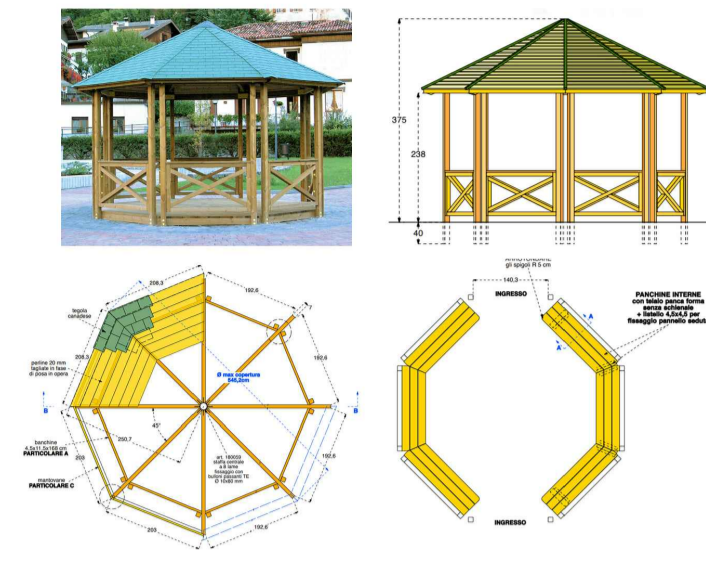 375
238
40
gli spigoli R 5 cm
140,3
INGRESSO
PANCHINE INTERNE
con telaio panca forma
senza schienale
+ listello 4,5x4,5 per
fissaggio pannello seduta
A
A
INGRESSO
208,3
192,6
7
tegola
canadese
208,3
192,6
perline 20 mm
tagliate in fase
di posa in opera
Ø max copertura
546,2cm
B
B
45°
banchine
4,5x11,5x168 cm
PARTICOLARE A
250,7
art. 180059
staffa centrale
a 8 lame
fissaggio con
bulloni passanti TE
Ø 10x80 mm
203
192,6
mantovane
PARTICOLARE C
203
192,6